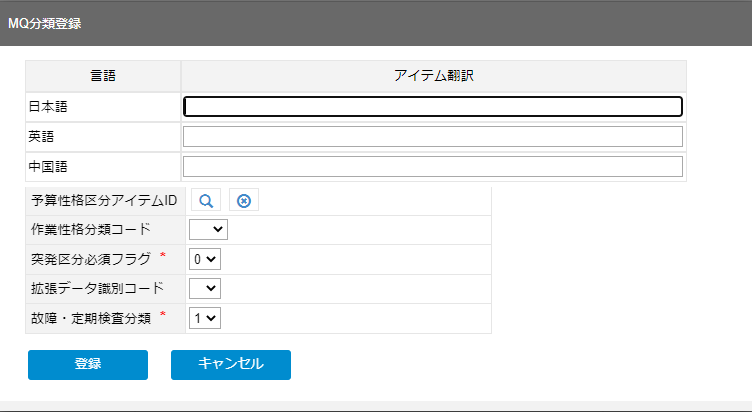 MQ分類登録
言語 アイテム翻訳
日本語
英語
中国語
予算性格区分アイテムID
作業性格分類コード
突発区分必須フラグ * 0
拡張データ識別コード
故障・定期検査分類 * 1
登録 キャンセル